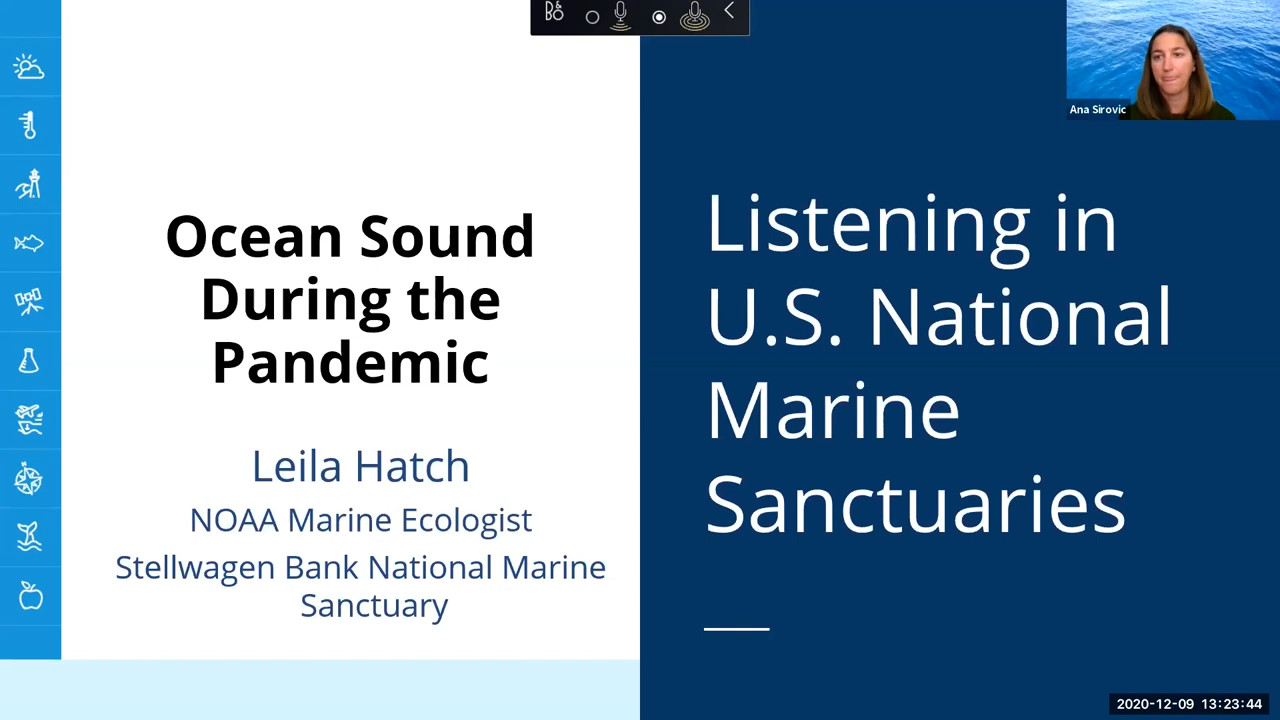 B&O
Ana Sirovic
Ocean Sound
During the
Pandemic
Leila Hatch
NOAA Marine Ecologist
Stellwagen Bank National Marine
Sanctuary
Listening in
U.S. National
Marine
Sanctuaries
2020-12-09 13:23:44